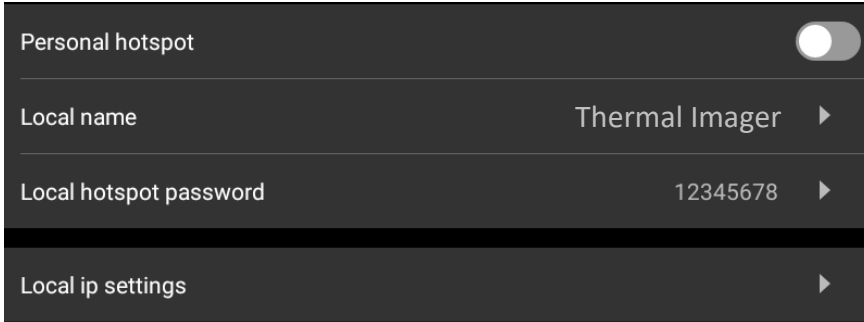 Personal hotspot
Local name Thermal Imager
Local hotspot password 12345678
Local ip settings